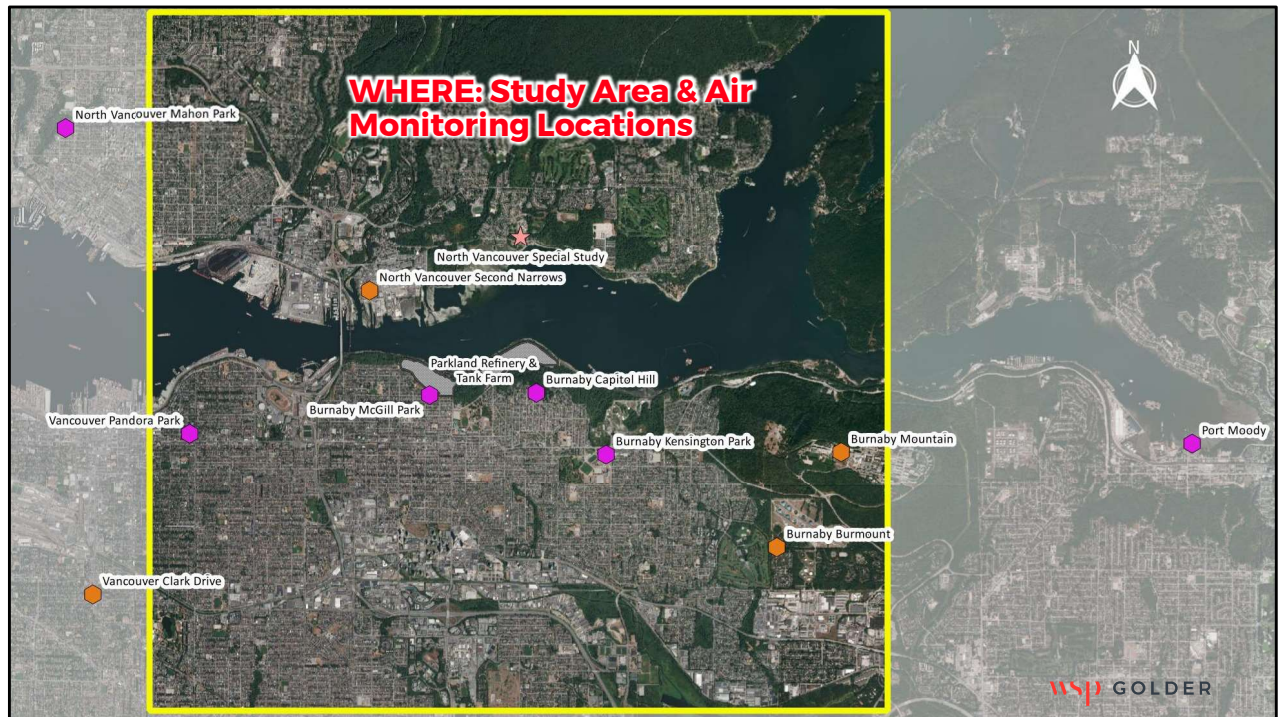 WHERE: Study Area & Air
Monitoring Locations
N
North Vancouver Mahon Park
North Vancouver Special Study
North Vancouver Second Narrows
Parkland Refinery &
Tank Farm
Burnaby Capitol Hill
Burnaby McGill Park
Vancouver Pandora Park
Burnaby Kensington Park
Burnaby Mountain
Port Moody
Burnaby Burmount
Vancouver Clark Drive
wsp GOLDER